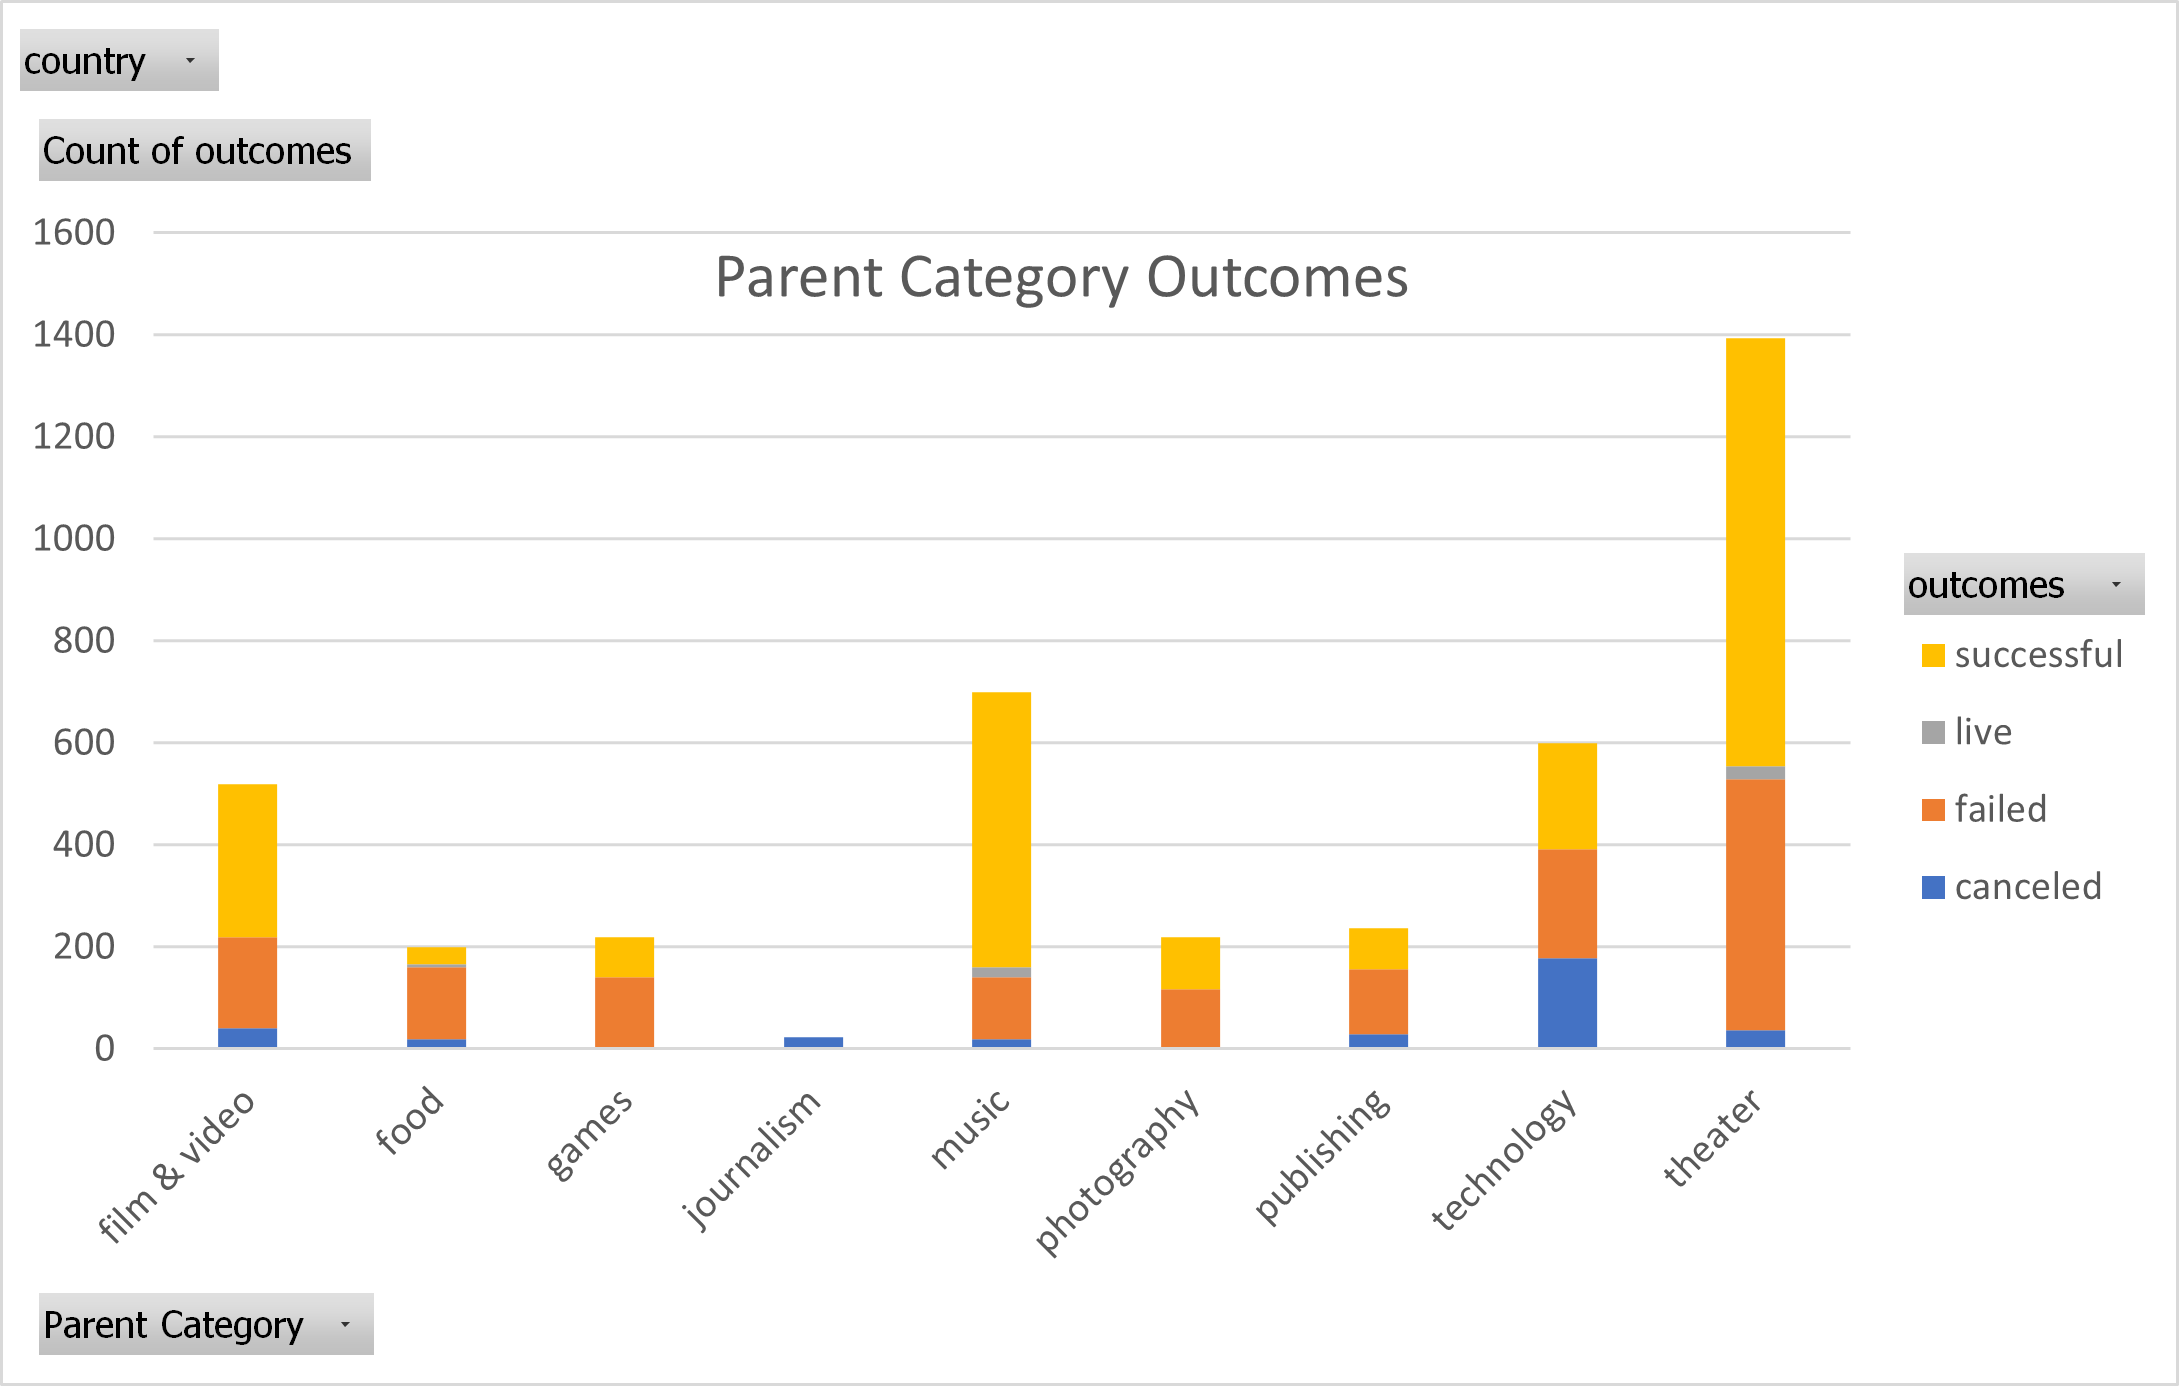 country
Count of outcomes
Parent Category Outcomes
1600
1400
1200
1000
800
600
400
200
0
film & video
food
games
journalism
music
photography
publishing
technology
theater
outcomes
successful
live
failed
canceled
Parent Category